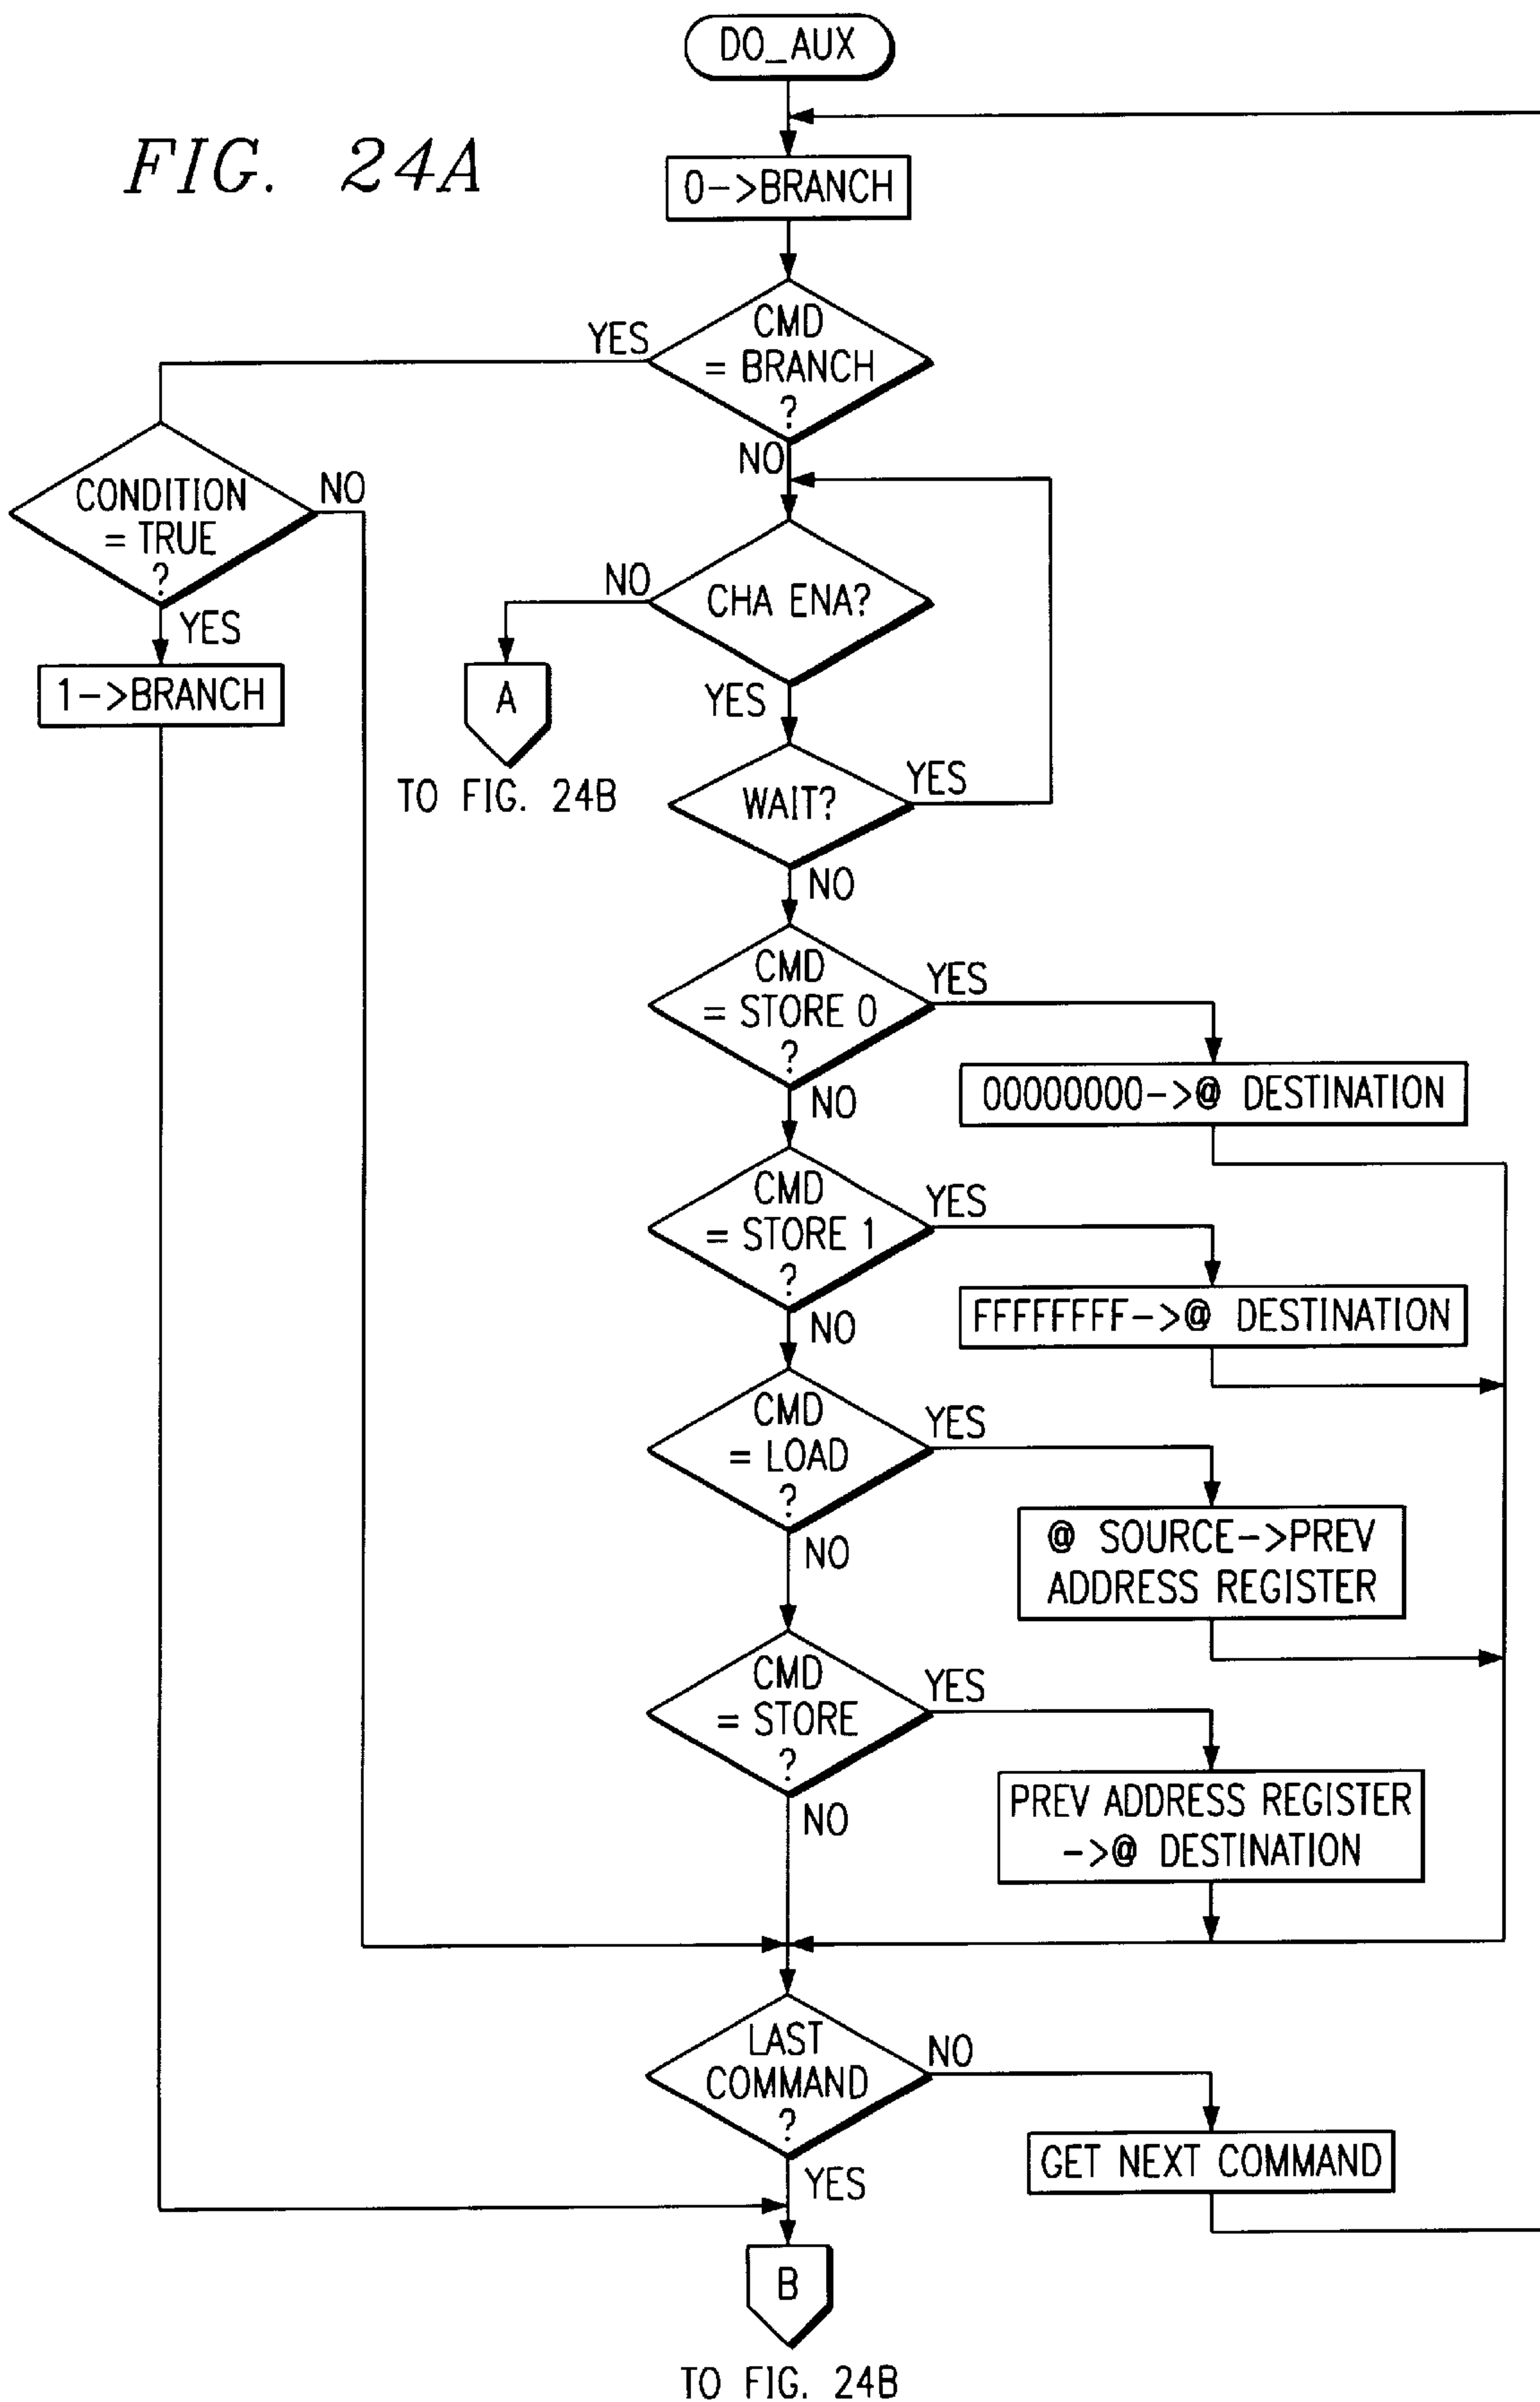 DO_AUX
FIG. 24A
0->BRANCH
CMD
= BRANCH
?
YES
NO
CONDITION
= TRUE
?
NO
YES
1->BRANCH
CHA ENA?
NO
YES
A
TO FIG. 24B
WAIT?
YES
NO
CMD
= STORE 0
?
YES
NO
00000000->@ DESTINATION
CMD
= STORE 1
?
YES
NO
FFFFFFFF->@ DESTINATION
CMD
= LOAD
?
YES
NO
@ SOURCE->PREV
ADDRESS REGISTER
CMD
= STORE
?
YES
NO
PREV ADDRESS REGISTER
->@ DESTINATION
LAST
COMMAND
?
NO
YES
GET NEXT COMMAND
B
TO FIG. 24B